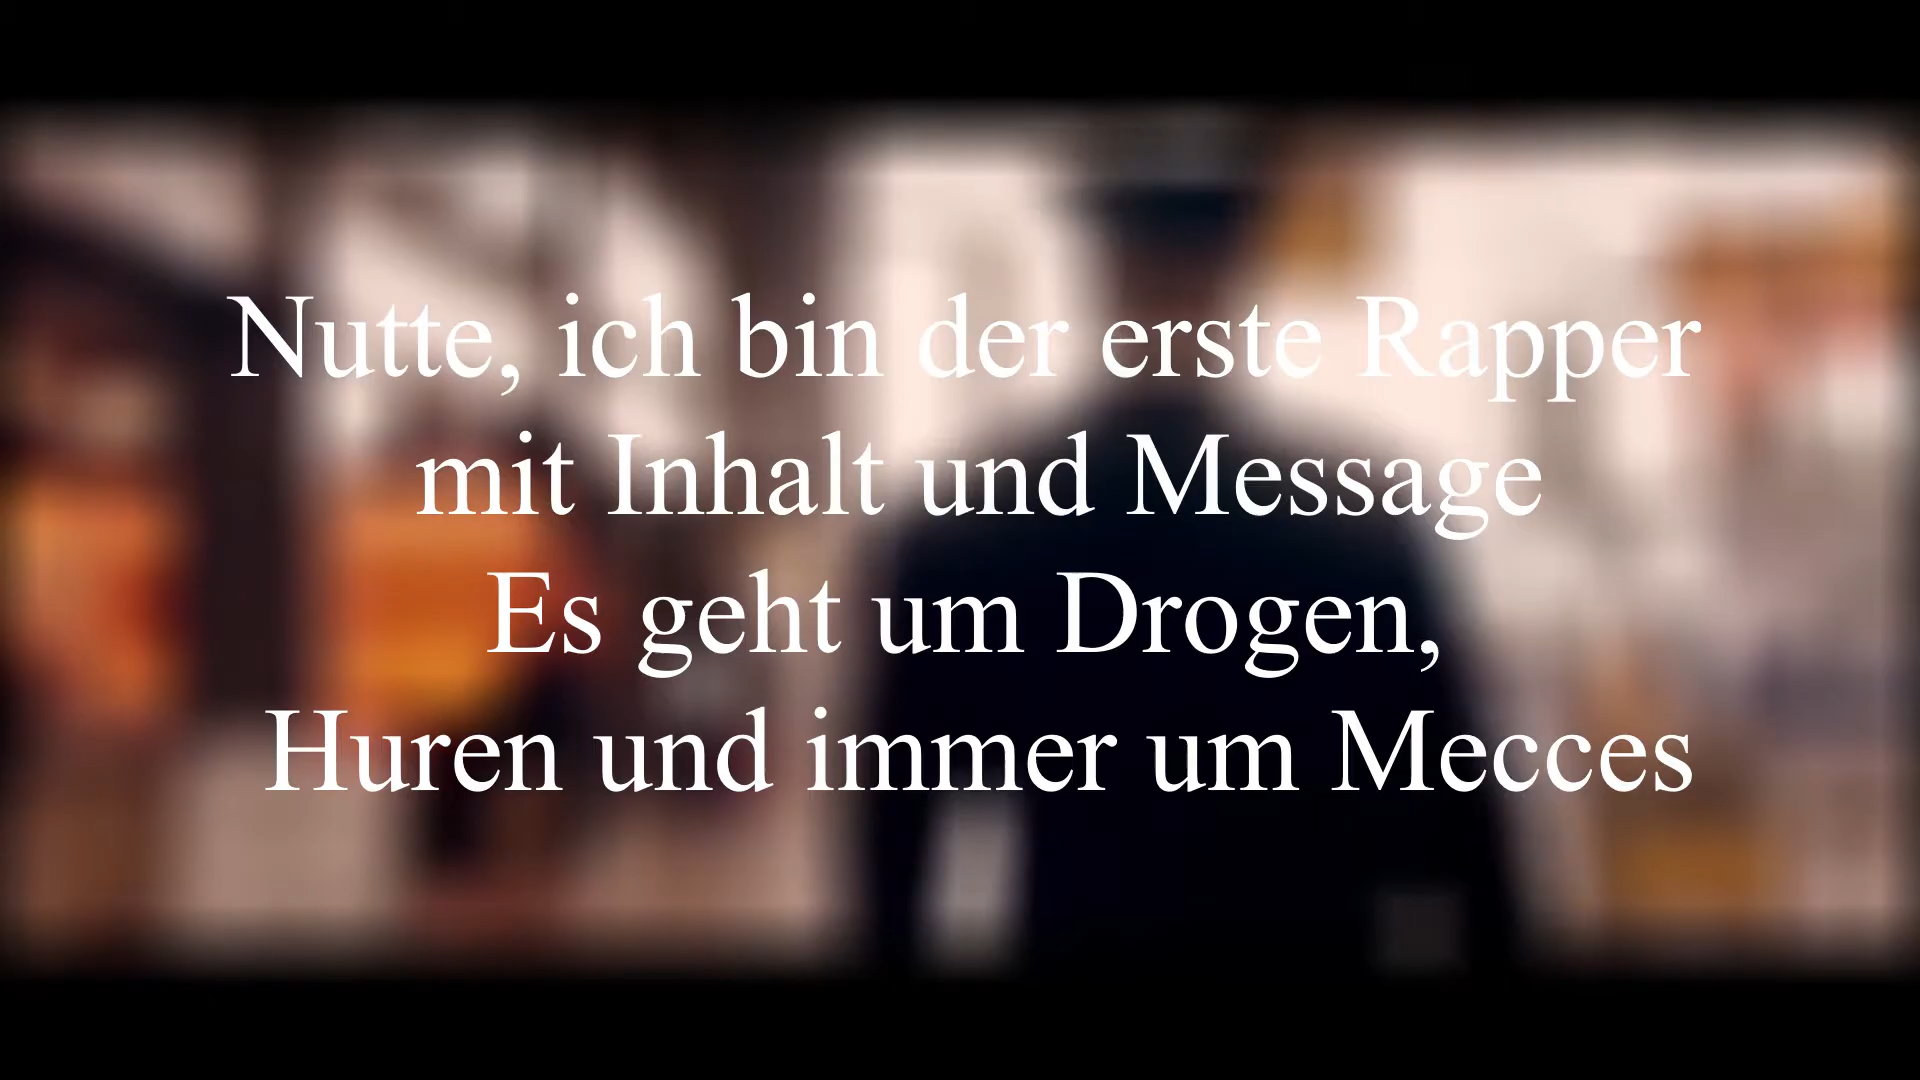 Nutte, ich bin der erste Rapper
mit Inhalt und Message
Es geht um Drogen,
Huren und immer um Mecces